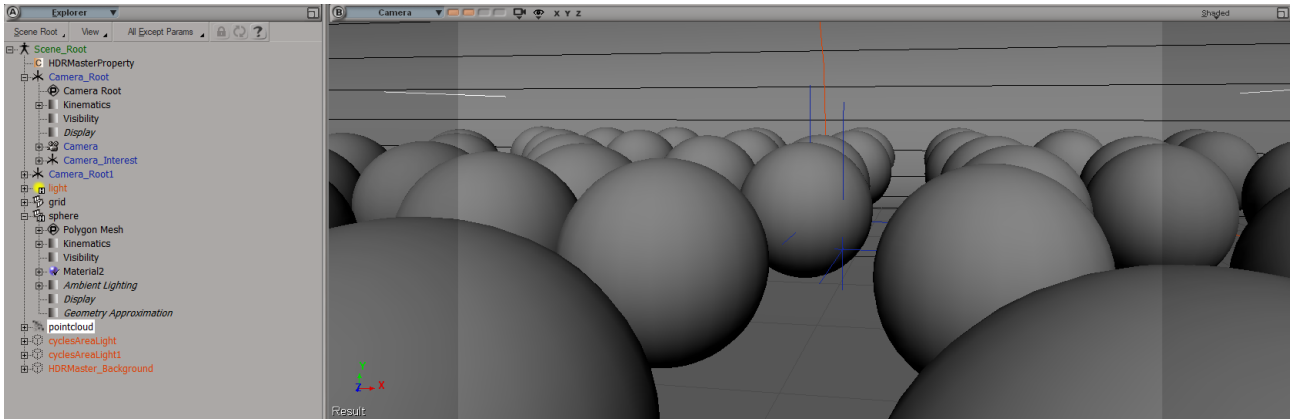 A Explorer
Scene Root View All Except Params ?
Scene_Root
C HDRMasterProperty
Camera_Root
P Camera Root
Kinematics
Visibility
Display
Camera
Camera_Interest
Camera_Root1
light
grid
sphere
P Polygon Mesh
Kinematics
Visibility
Material2
Ambient Lighting
Display
Geometry Approximation
pointcloud
cyclesAreaLight
cyclesAreaLight1
HDRMaster_Background
B Camera X Y Z Shaded
Y
Z X
Result